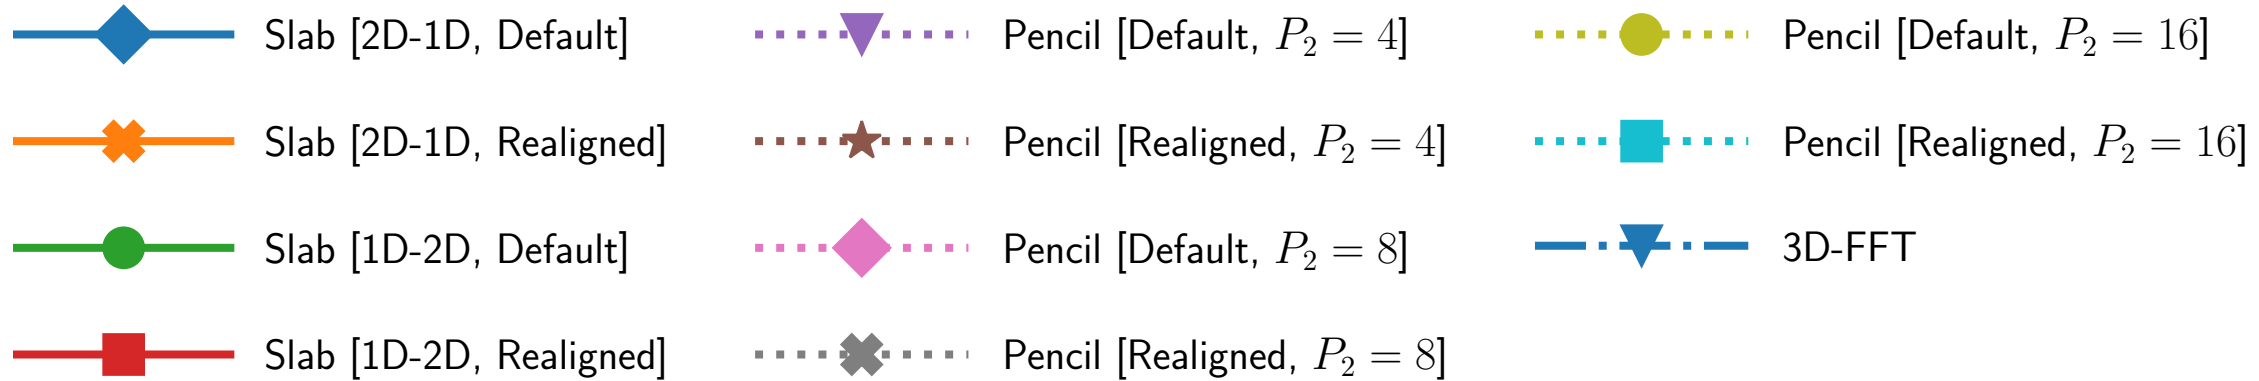 Slab [2D-1D, Default]
Slab [2D-1D, Realigned]
Slab [1D-2D, Default]
Slab [1D-2D, Realigned]
Pencil [Default, P₂ = 4]
Pencil [Realigned, P₂ = 4]
Pencil [Default, P₂ = 8]
Pencil [Realigned, P₂ = 8]
Pencil [Default, P₂ = 16]
Pencil [Realigned, P₂ = 16]
3D-FFT